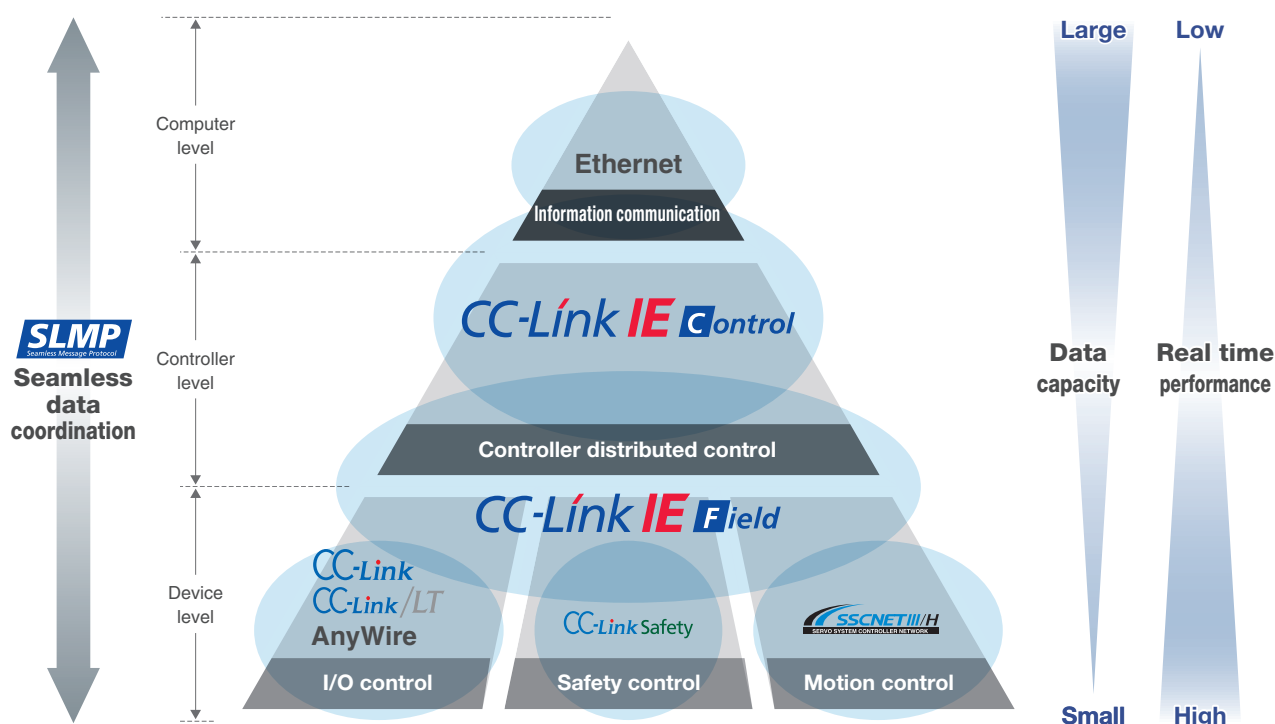 Large
Low
Computer
level
Ethernet
Information communication
SLMP
Seamless Message Protocol
Seamless
data
coordination
Controller
level
CC-Link IE Control
Data
capacity
Real time
performance
Controller distributed control
CC-Link IE Field
Device
level
CC-Link
CC-Link/LT
AnyWire
CC-Link Safety
SSCNETIII/H
SERVO SYSTEM CONTROLLER NETWORK
I/O control
Safety control
Motion control
Small
High